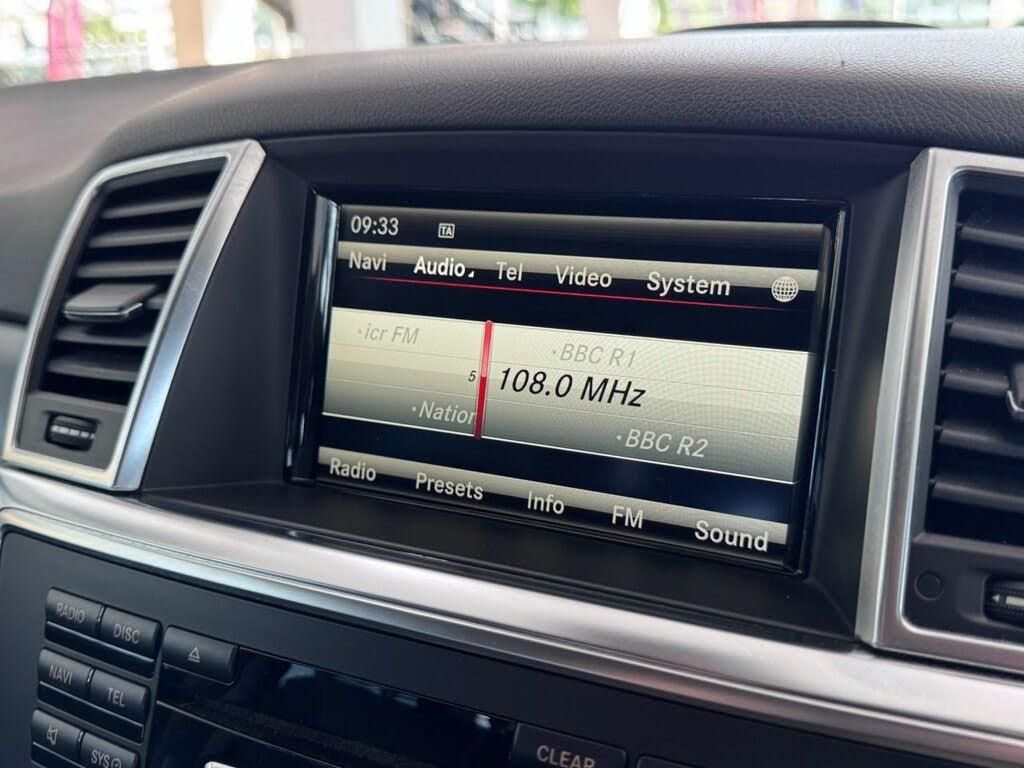 09:33 TA
Navi Audio Tel Video System
·icr FM
·BBC R1
5 108.0 MHz
·Nation
·BBC R2
Radio Presets Info FM Sound
RADIO DISC
NAVI TEL
SYS
CLEAR